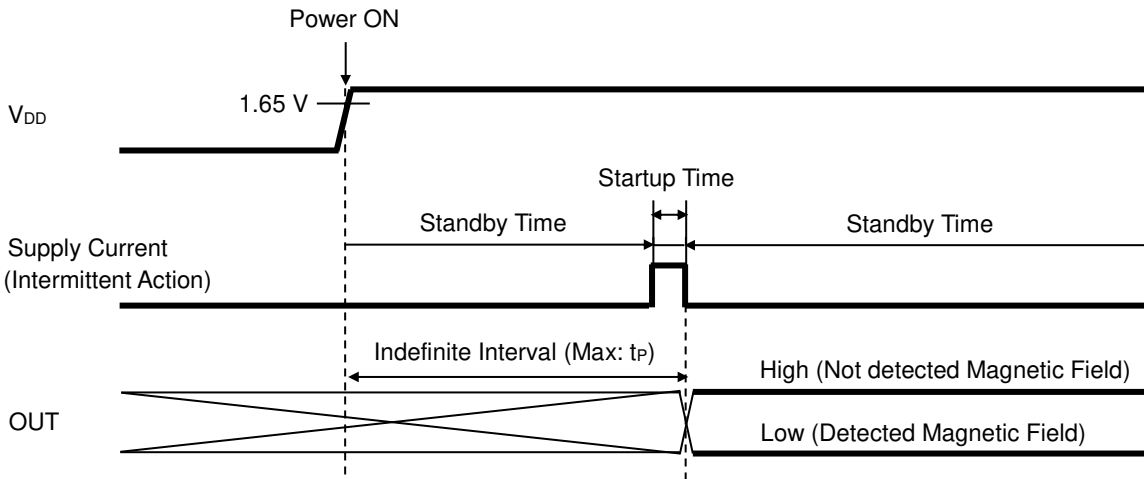 Power ON
1.65 V
VDD
Startup Time
Standby Time
Standby Time
Supply Current
(Intermittent Action)
Indefinite Interval (Max: tP)
High (Not detected Magnetic Field)
OUT
Low (Detected Magnetic Field)